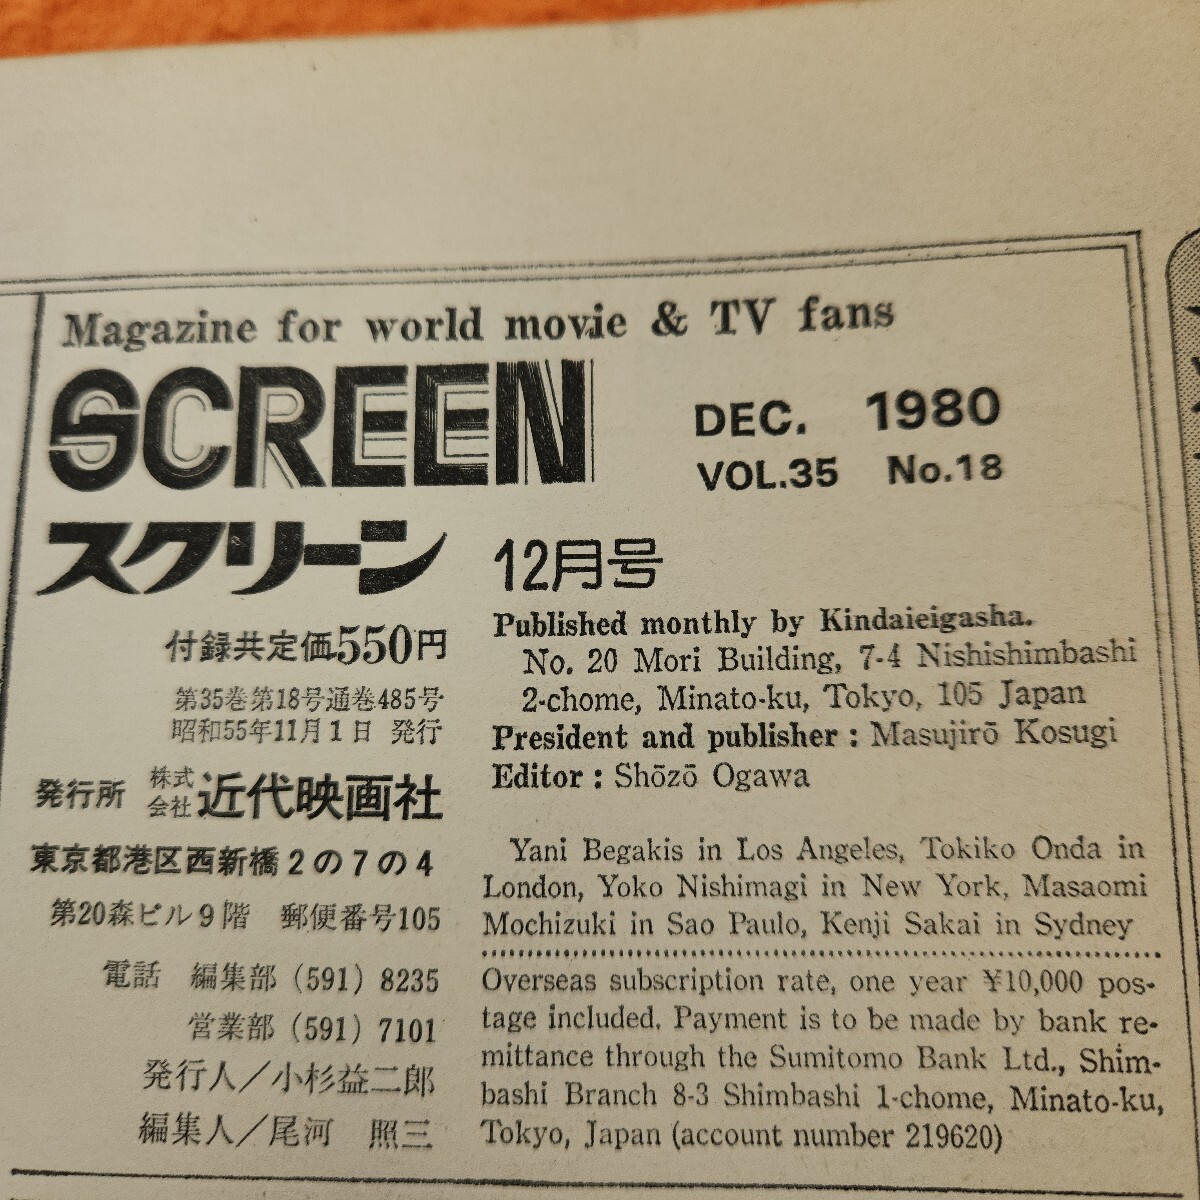 Magazine for world movie & TV fans
SCREEN
DEC. 1980
VOL.35 No.18
スクリーン 12月号
付録共定価550円
第35巻第18号通巻485号
昭和55年11月1日 発行
発行所 株式会社 近代映画社
東京都港区西新橋2の7の4
第20森ビル9階 郵便番号105
電話 編集部(591)8235
営業部(591)7101
発行人／小杉益二郎
編集人／尾河 照三
Published monthly by Kindaieigasha.
No. 20 Mori Building, 7-4 Nishishimbashi
2-chome, Minato-ku, Tokyo, 105 Japan
President and publisher : Masujirō Kosugi
Editor : Shōzō Ogawa
Yani Begakis in Los Angeles, Tokiko Onda in
London, Yoko Nishimagi in New York, Masaomi
Mochizuki in Sao Paulo, Kenji Sakai in Sydney
Overseas subscription rate, one year ¥10,000 pos-
tage included. Payment is to be made by bank re-
mittance through the Sumitomo Bank Ltd., Shim-
bashi Branch 8-3 Shimbashi 1-chome, Minato-ku,
Tokyo, Japan (account number 219620)